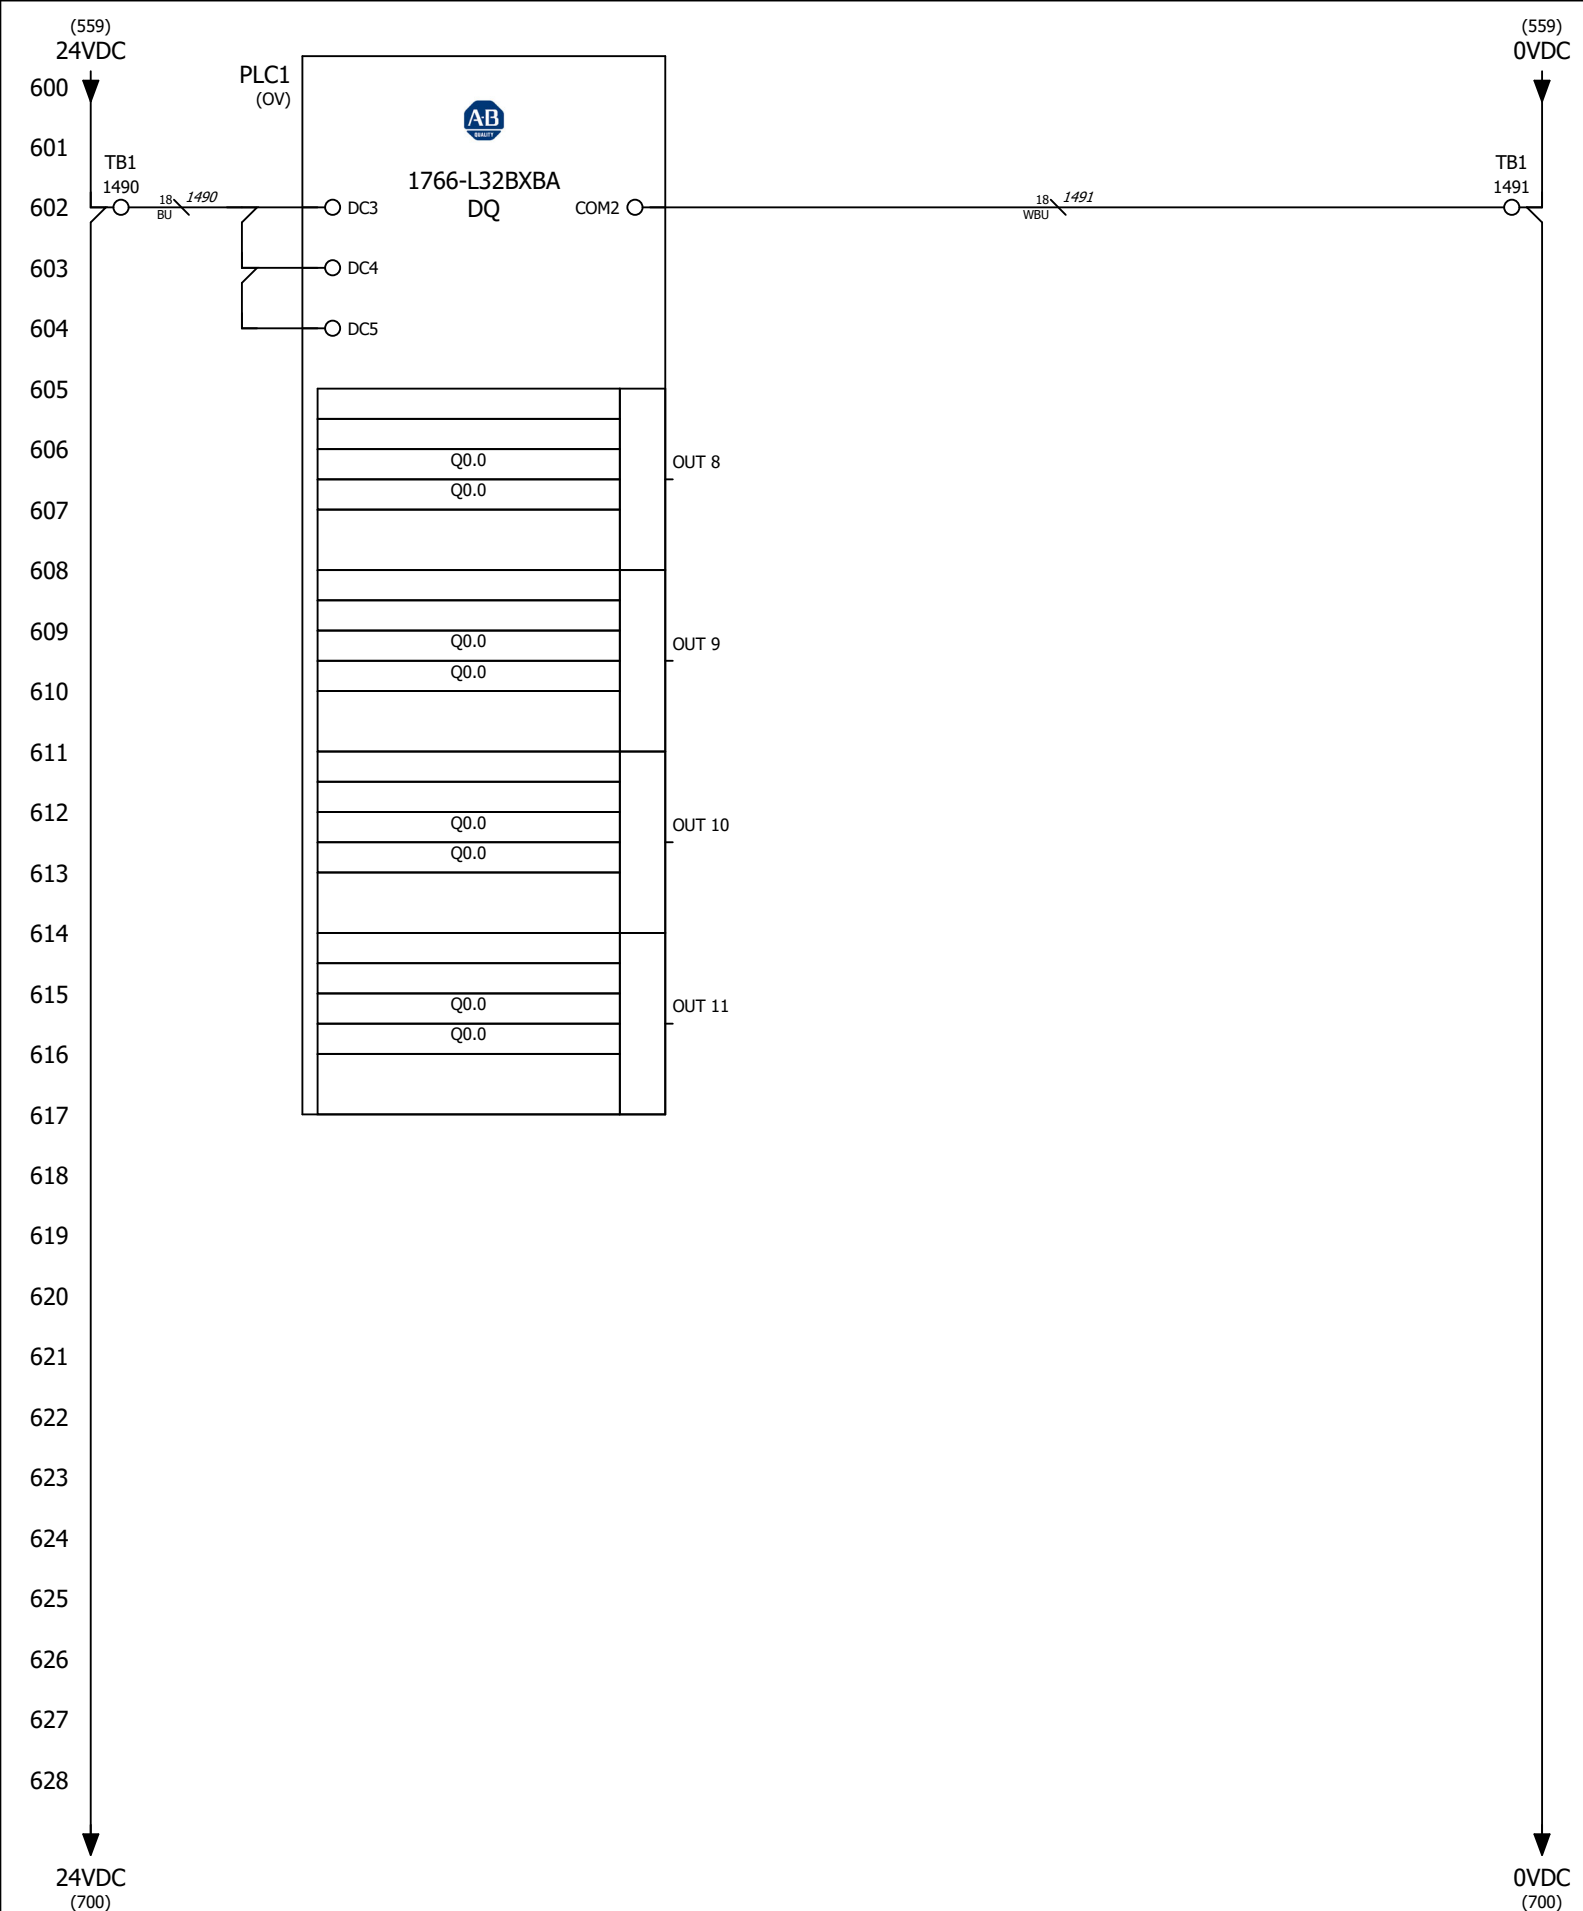 (559)
24VDC
(559)
0VDC
600
PLC1
(OV)
A-B
QUALITY
601
TB1
1490
1766-L32BXBA
DQ
TB1
1491
602
18
BU
1490
DC3
COM2
18
WBU
1491
603
DC4
604
DC5
605
606
Q0.0
OUT 8
Q0.0
607
608
609
Q0.0
OUT 9
Q0.0
610
611
612
Q0.0
OUT 10
Q0.0
613
614
615
Q0.0
OUT 11
Q0.0
616
617
618
619
620
621
622
623
624
625
626
627
628
24VDC
(700)
0VDC
(700)